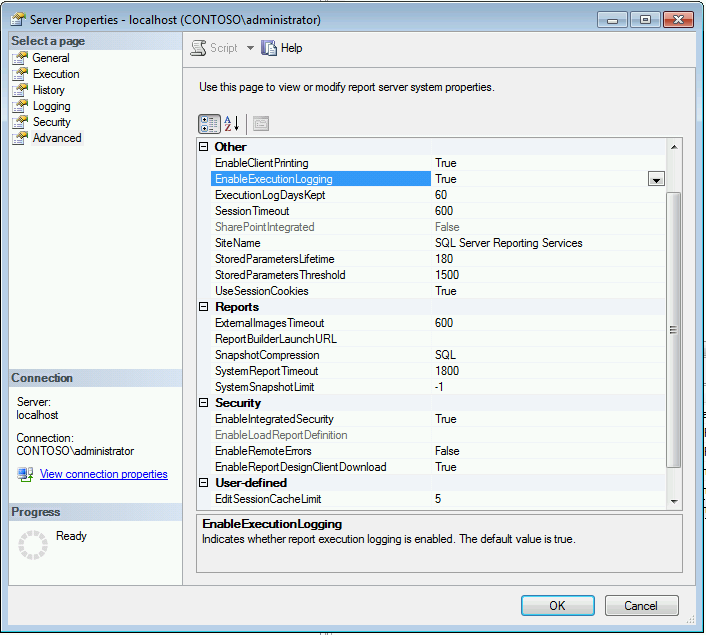 Server Properties - localhost (CONTOSO\administrator)
Select a page
General
Execution
History
Logging
Security
Advanced
Script
Help
Use this page to view or modify report server system properties.
Other
EnableClientPrinting True
EnableExecutionLogging True
ExecutionLogDaysKept 60
SessionTimeout 600
SharePointIntegrated False
SiteName SQL Server Reporting Services
StoredParametersLifetime 180
StoredParametersThreshold 1500
UseSessionCookies True
Reports
ExternalImagesTimeout 600
ReportBuilderLaunchURL
SnapshotCompression SQL
SystemReportTimeout 1800
SystemSnapshotLimit -1
Security
EnableIntegratedSecurity True
EnableLoadReportDefinition
EnableRemoteErrors False
EnableReportDesignClientDownload True
User-defined
EditSessionCacheLimit 5
EnableExecutionLogging
Indicates whether report execution logging is enabled. The default value is true.
Connection
Server:
localhost
Connection:
CONTOSO\administrator
View connection properties
Progress
Ready
OK
Cancel